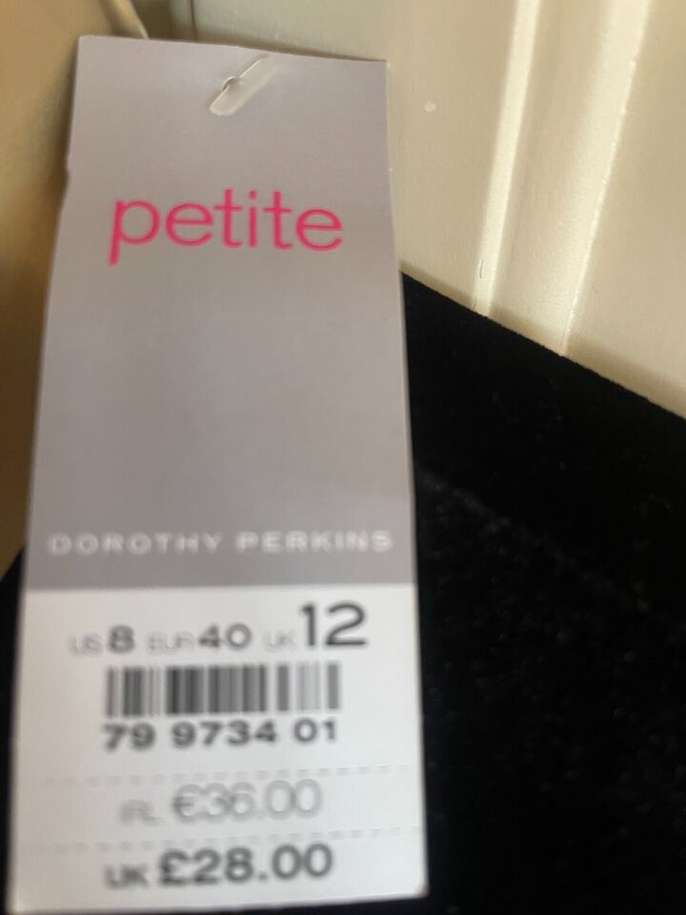 petite
DOROTHY PERKINS
US 8 EUR 40 UK 12
79 9734 01
IRL €36.00
UK £28.00